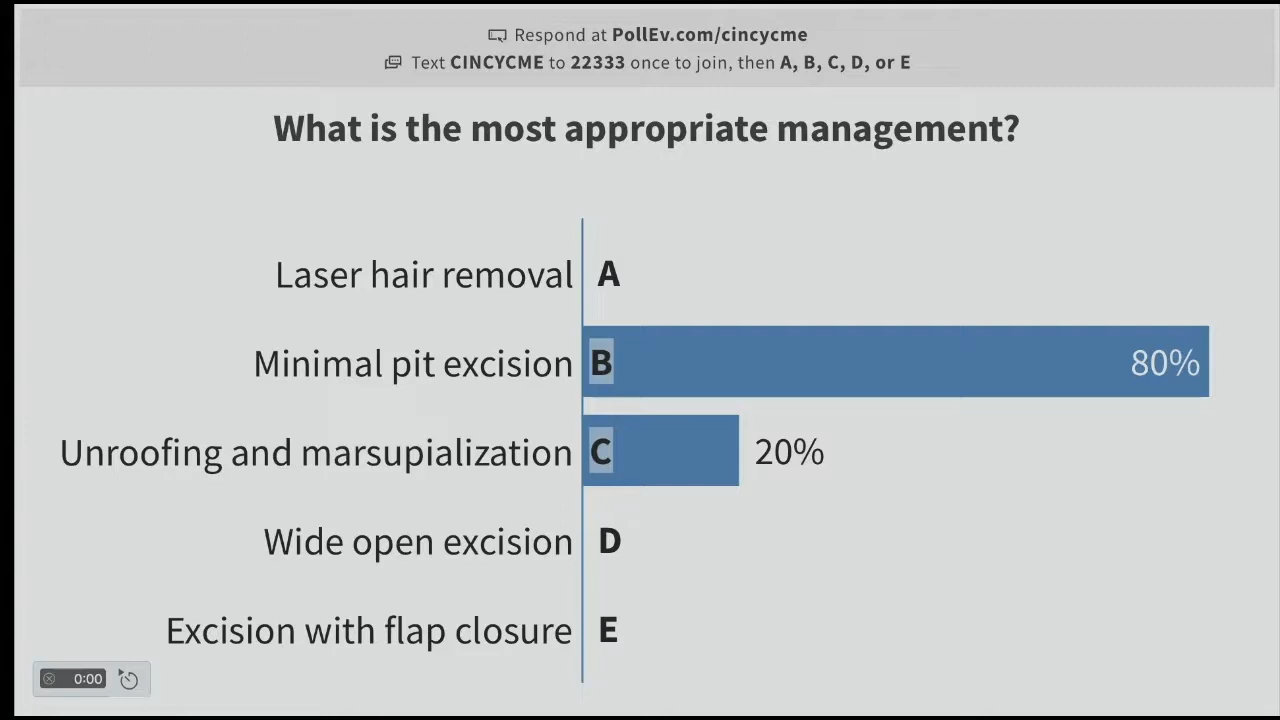 Respond at PollEv.com/cincycme
Text CINCYCME to 22333 once to join, then A, B, C, D, or E
What is the most appropriate management?
Laser hair removal A
Minimal pit excision B 80%
Unroofing and marsupialization C 20%
Wide open excision D
Excision with flap closure E
0:00